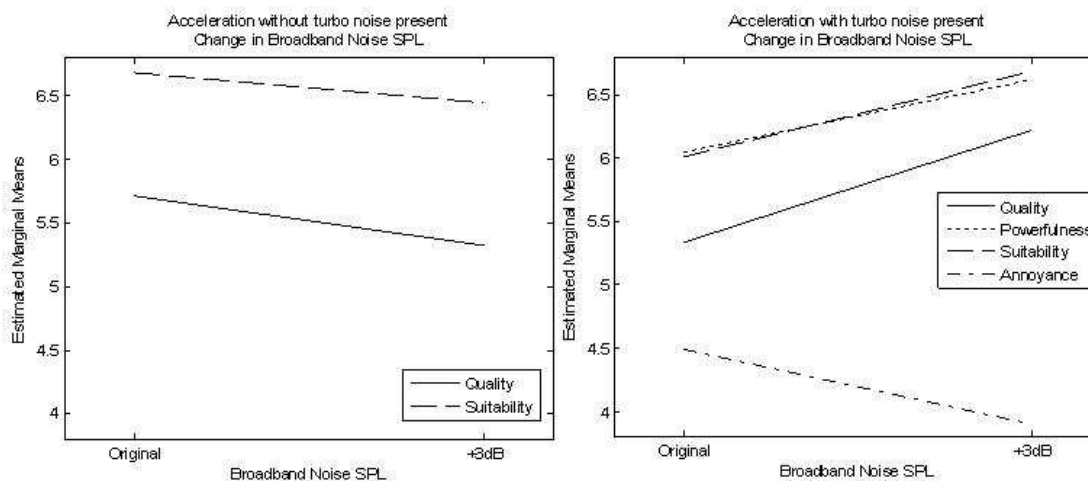 Acceleration without turbo noise present
Change in Broadband Noise SPL
Estimated Marginal Means
6.5
6
5.5
5
4.5
4
Quality
Suitability
Original
+3dB
Broadband Noise SPL
Acceleration with turbo noise present
Change in Broadband Noise SPL
Estimated Marginal Means
6.5
6
5.5
5
4.5
4
Quality
Powerfulness
Suitability
Annoyance
Original
+3dB
Broadband Noise SPL